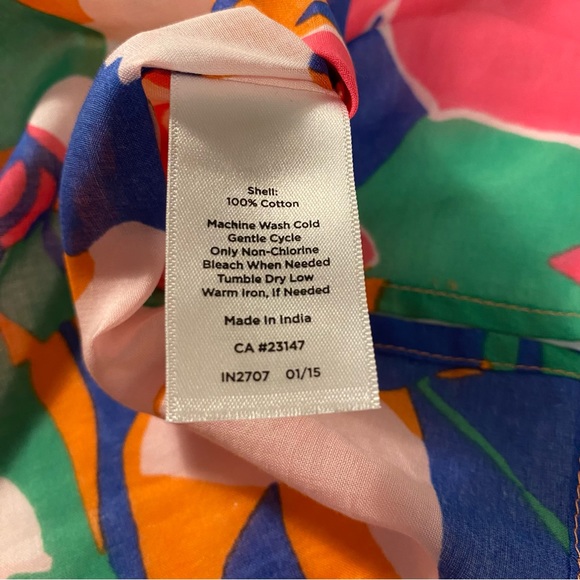 Shell:
100% Cotton
Machine Wash Cold
Gentle Cycle
Only Non-Chlorine
Bleach When Needed
Tumble Dry Low
Warm Iron, if Needed
Made In India
CA #23147
IN2707 01/15